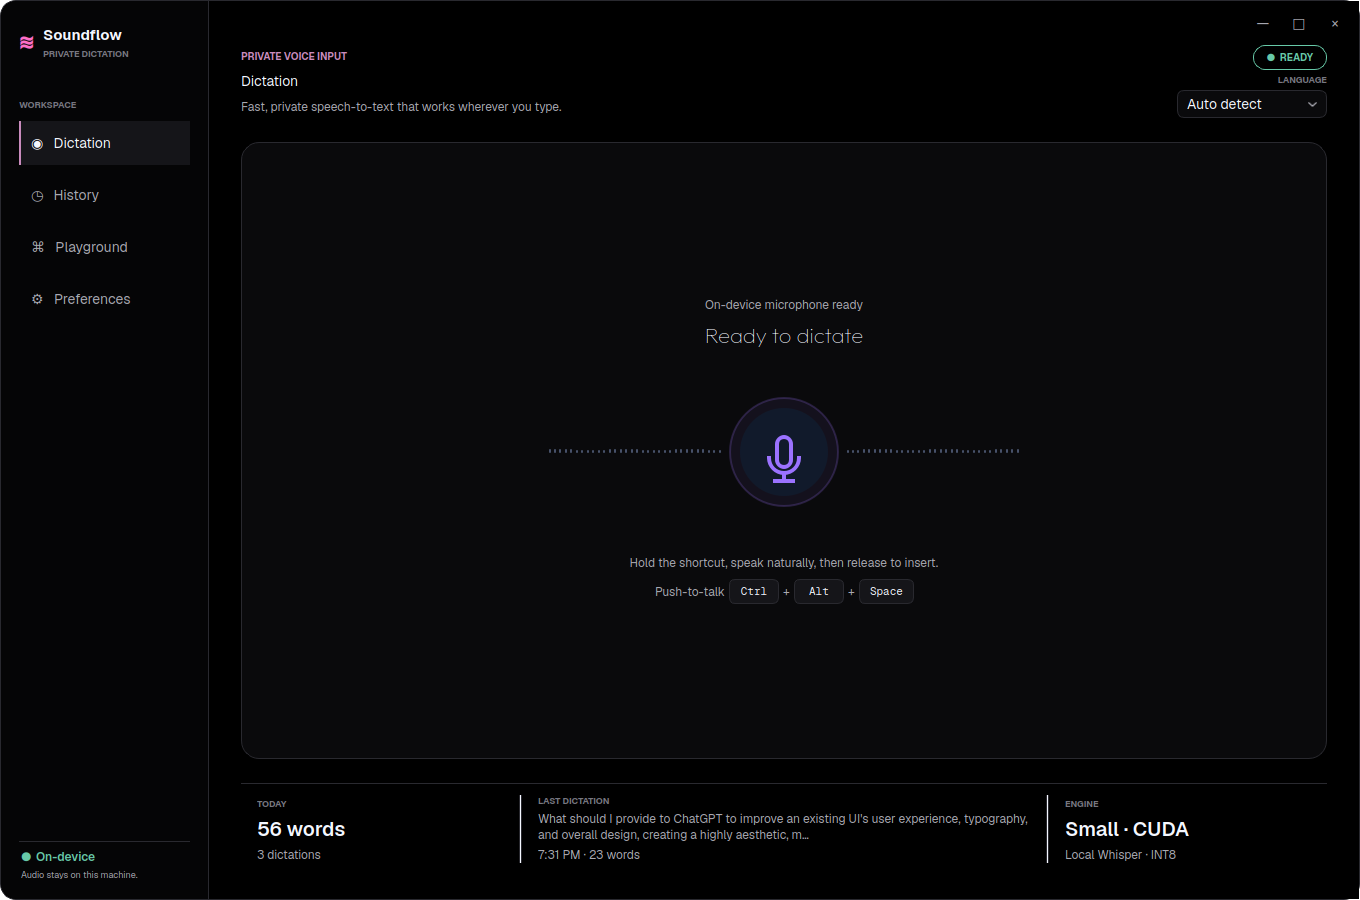 Soundflow
PRIVATE DICTATION
WORKSPACE
Dictation
History
Playground
Preferences
On-device
Audio stays on this machine.
PRIVATE VOICE INPUT
Dictation
Fast, private speech-to-text that works wherever you type.
READY
LANGUAGE
Auto detect
On-device microphone ready
Ready to dictate
Hold the shortcut, speak naturally, then release to insert.
Push-to-talk Ctrl + Alt + Space
TODAY
56 words
3 dictations
LAST DICTATION
What should I provide to ChatGPT to improve an existing UI's user experience, typography,
and overall design, creating a highly aesthetic, m...
7:31 PM · 23 words
ENGINE
Small · CUDA
Local Whisper · INT8